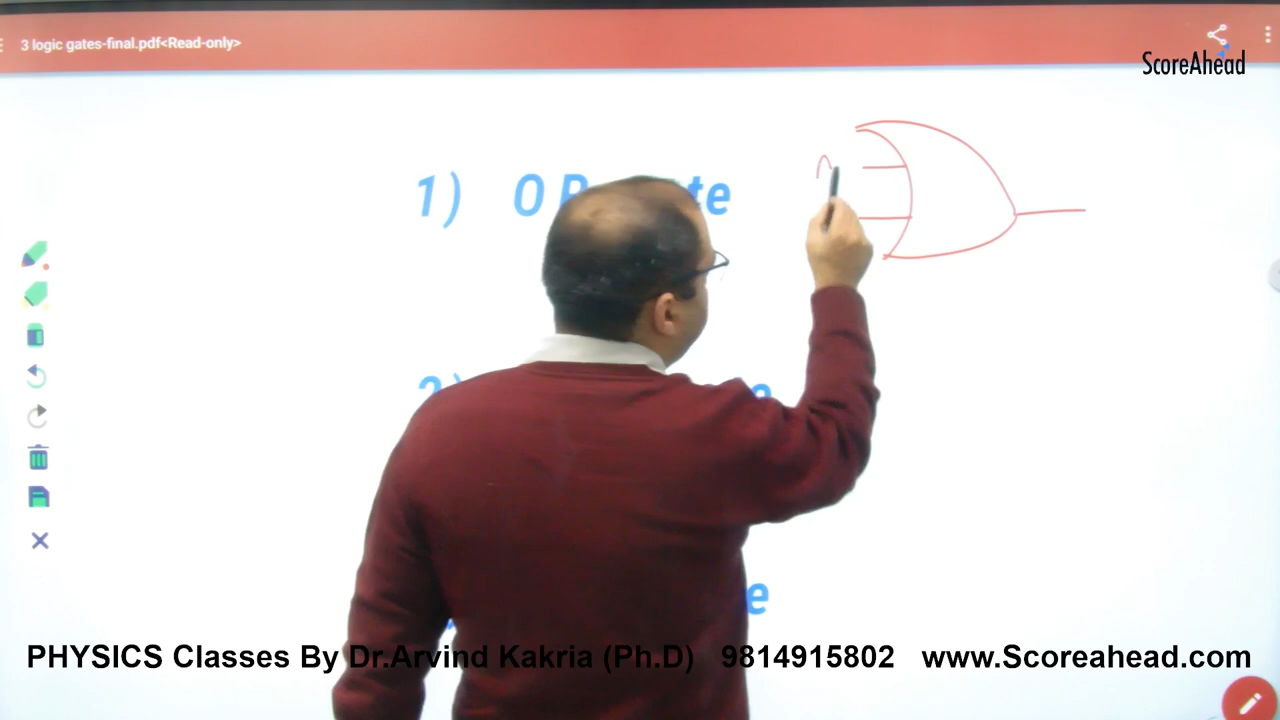 3 logic gates-final.pdf<Read-only>
ScoreAhead
1) O
te
e
e
PHYSICS Classes By Dr.Arvind Kakria (Ph.D) 9814915802 www.Scoreahead.com